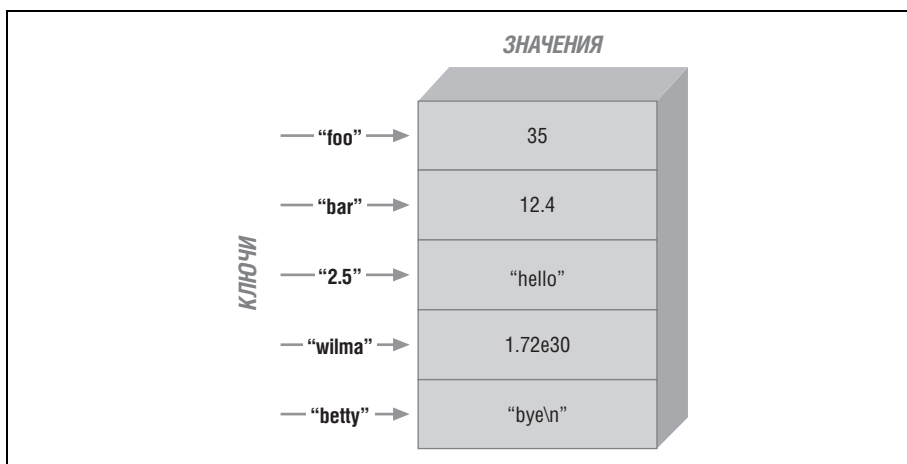 ЗНАЧЕНИЯ
КЛЮЧИ
“foo” 35
“bar” 12.4
“2.5” “hello”
“wilma” 1.72e30
“betty” “bye\n”